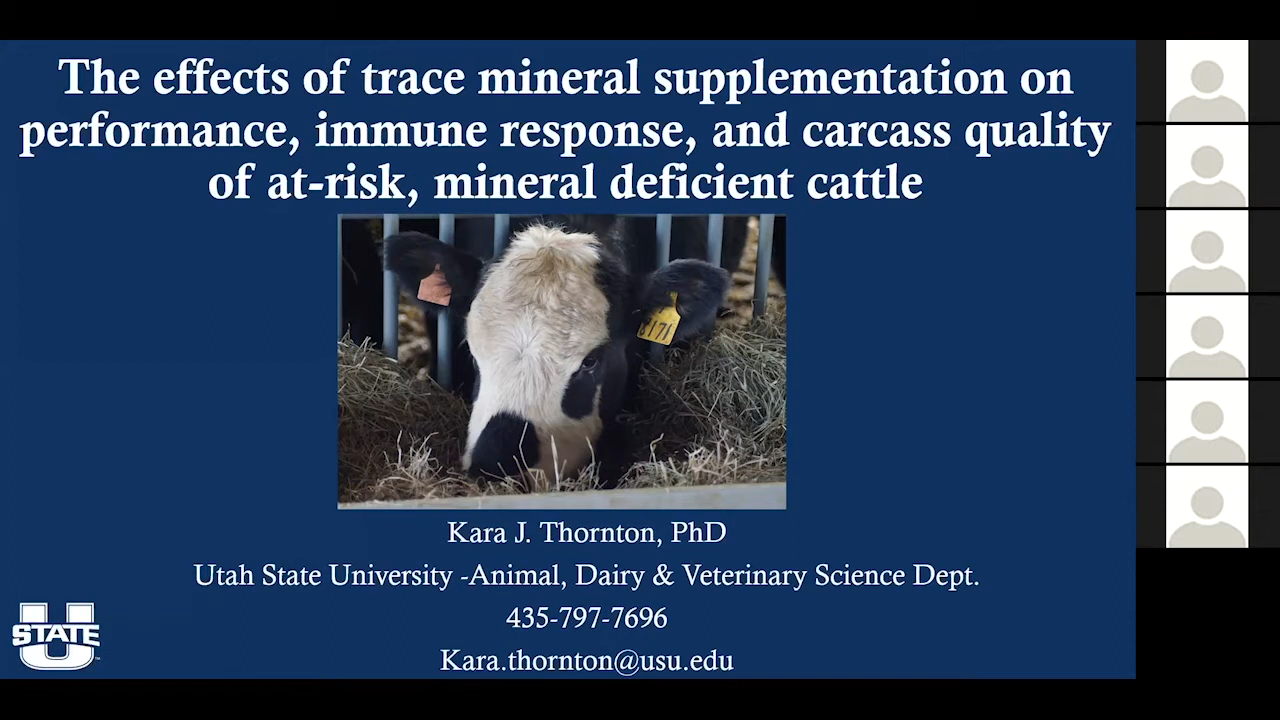 The effects of trace mineral supplementation on
performance, immune response, and carcass quality
of at-risk, mineral deficient cattle
Kara J. Thornton, PhD
Utah State University -Animal, Dairy & Veterinary Science Dept.
435-797-7696
Kara.thornton@usu.edu
U
STATE